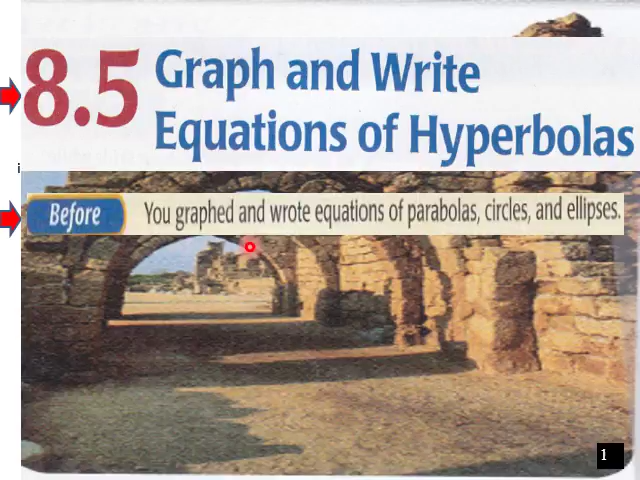 8.5 Graph and Write
Equations of Hyperbolas
i
Before You graphed and wrote equations of parabolas, circles, and ellipses.
1